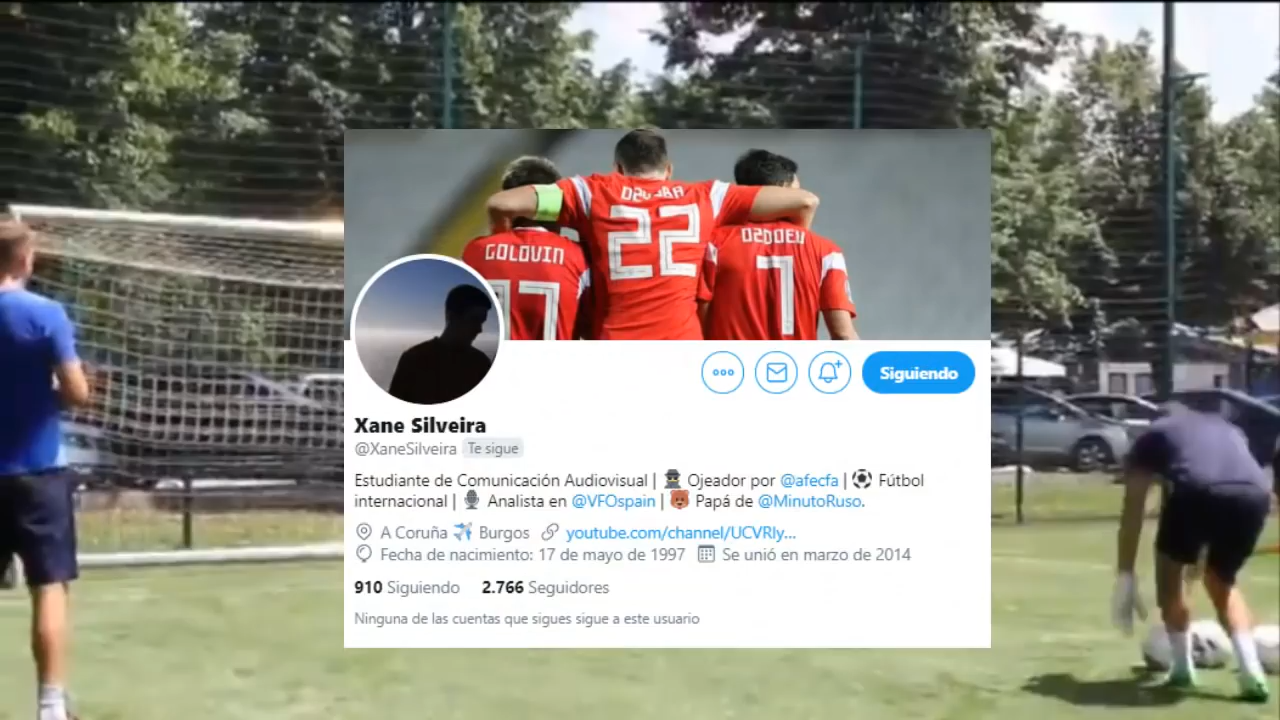 GOLOVIN
17
22
7
Siguiendo
Xane Silveira
@XaneSilveira Te sigue
Estudiante de Comunicación Audiovisual | Ojeador por @afecfa | Fútbol
internacional | Analista en @VFOspain | Papá de @MinutoRuso.
A Coruña Burgos youtube.com/channel/UCVRIy...
Fecha de nacimiento: 17 de mayo de 1997 Se unió en marzo de 2014
910 Siguiendo 2.766 Seguidores
Ninguna de las cuentas que sigues sigue a este usuario